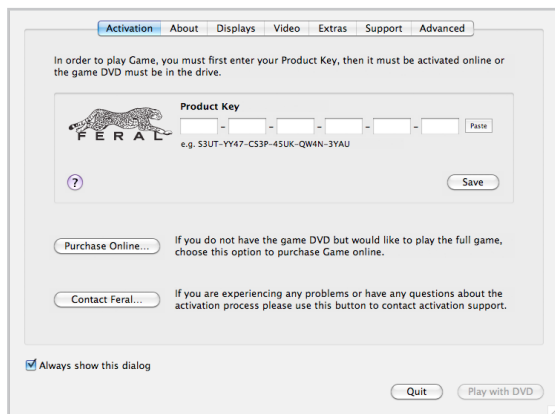 Activation About Displays Video Extras Support Advanced
In order to play Game, you must first enter your Product Key, then it must be activated online or
the game DVD must be in the drive.
Product Key
FERAL
- - - - - Paste
e.g. S3UT-YY47-CS3P-45UK-QW4N-3YAU
? Save
Purchase Online... If you do not have the game DVD but would like to play the full game,
choose this option to purchase Game online.
Contact Feral... If you are experiencing any problems or have any questions about the
activation process please use this button to contact activation support.
Always show this dialog
Quit Play with DVD